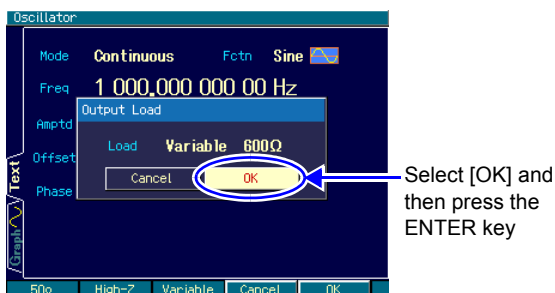 Oscillator
Mode Continuous Fctn Sine
Freq 1 000.000 000 00 Hz
Amptd
Output Load
Load Variable 600Ω
Cancel OK
Offset
Phase
Text
Graph
Select [OK] and
then press the
ENTER key
50Ω High-Z Variable Cancel OK